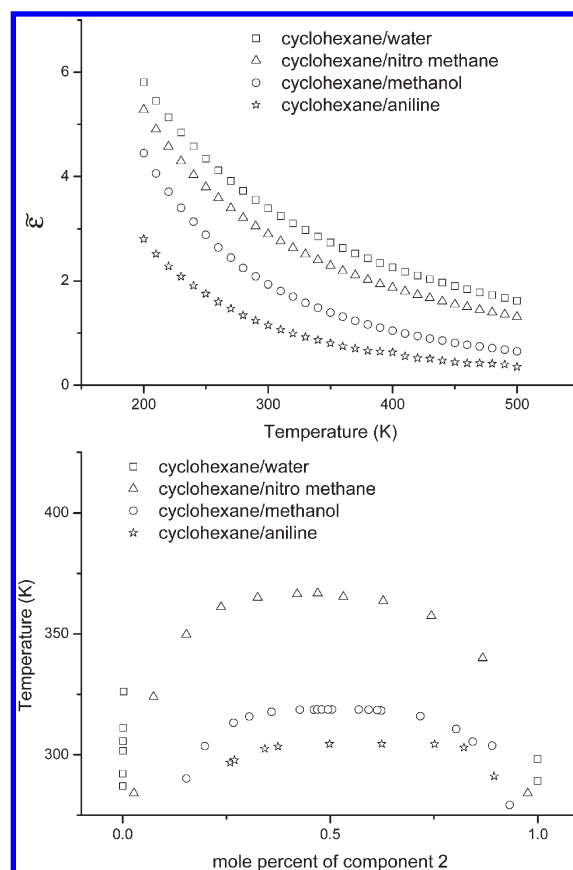 cyclohexane/water
cyclohexane/nitro methane
cyclohexane/methanol
cyclohexane/aniline
6
4
2
0
ε̃
200
300
400
500
Temperature (K)
cyclohexane/water
cyclohexane/nitro methane
cyclohexane/methanol
cyclohexane/aniline
400
350
300
Temperature (K)
0.0
0.5
1.0
mole percent of component 2